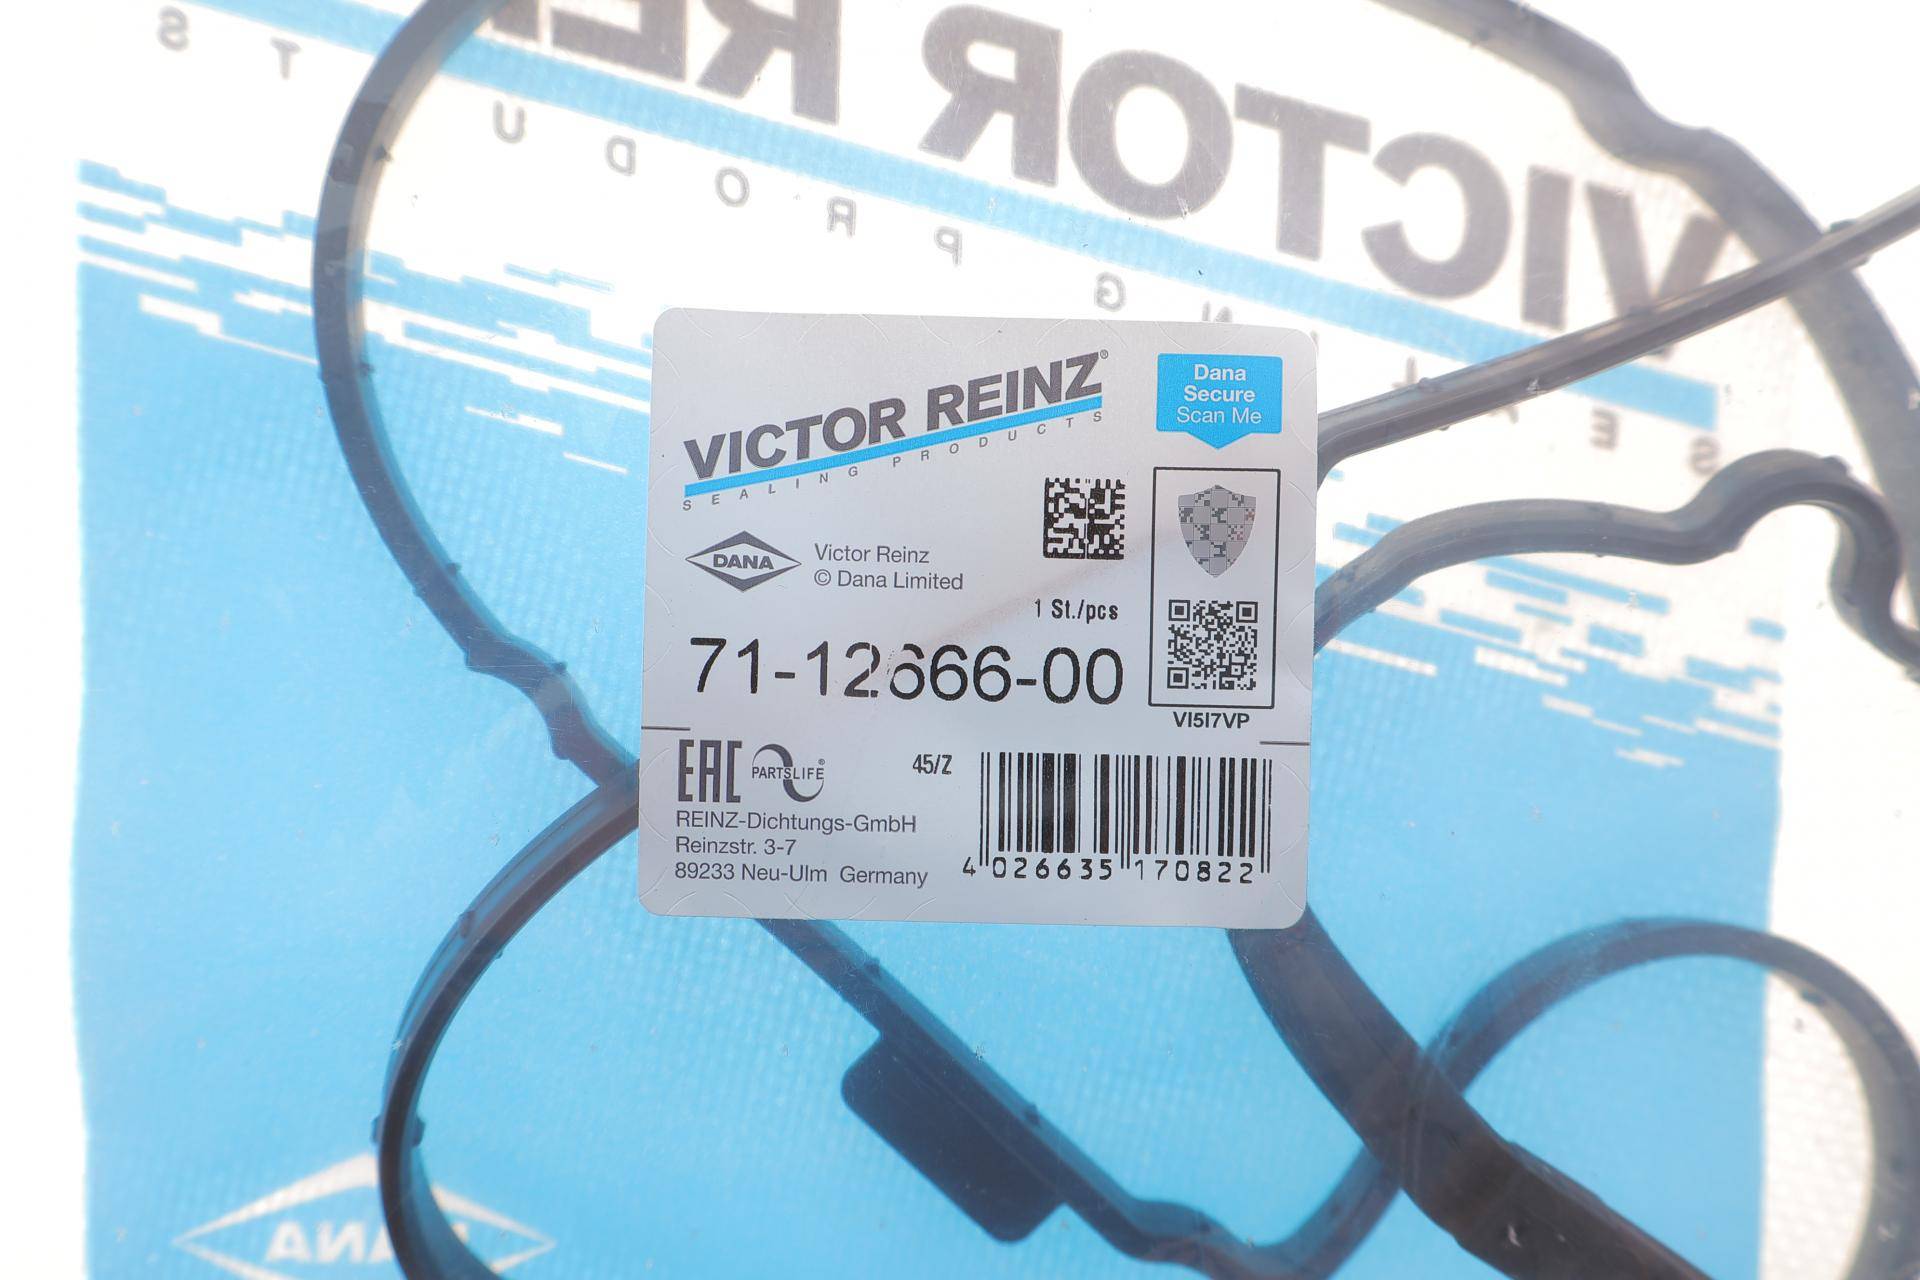 VICTOR REINZ®
SEALING PRODUCTS
Dana
Secure
Scan Me
DANA
Victor Reinz
© Dana Limited
1 St./pcs
71-12666-00
VI5I7VP
EAC
PARTSLIFE®
45/Z
REINZ-Dichtungs-GmbH
Reinzstr. 3-7
89233 Neu-Ulm Germany
4 026635 170822
VICTOR REI
SEALING PRODUCTS
DANA